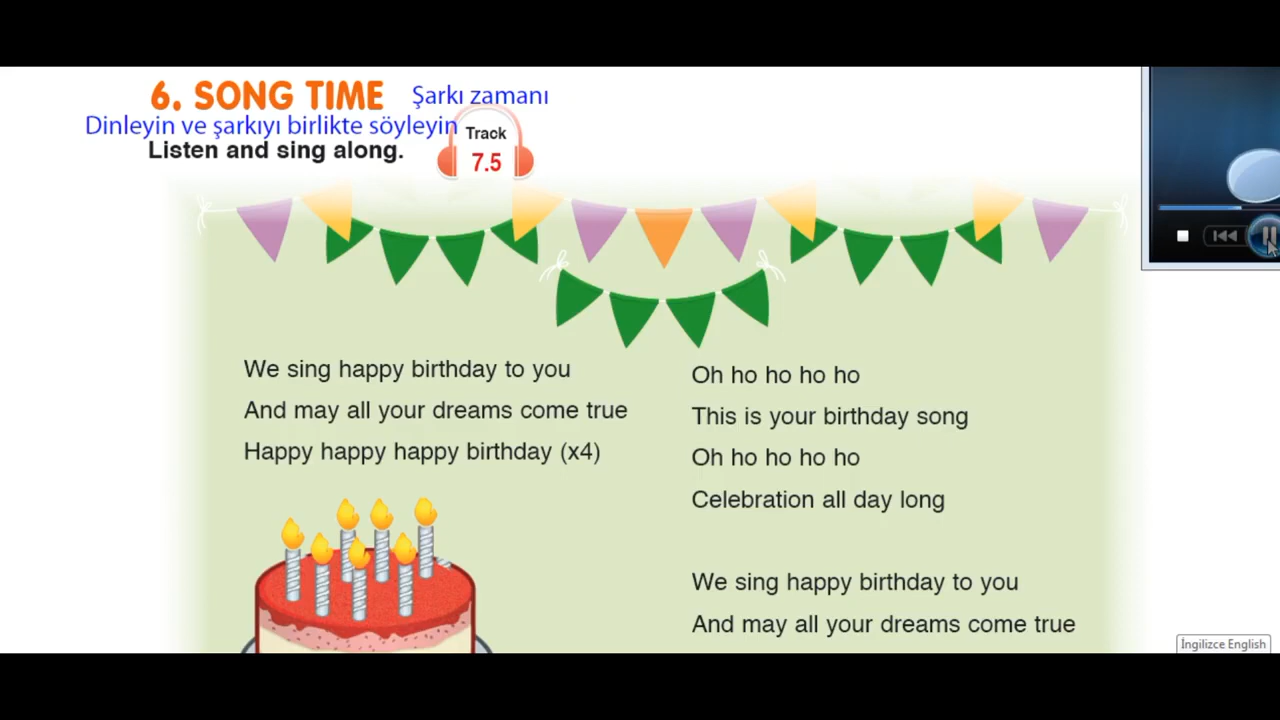 6. SONG TIME Şarkı zamanı
Dinleyin ve şarkıyı birlikte söyleyin
Listen and sing along.
Track
7.5
We sing happy birthday to you
And may all your dreams come true
Happy happy happy birthday (x4)
Oh ho ho ho ho
This is your birthday song
Oh ho ho ho ho
Celebration all day long
We sing happy birthday to you
And may all your dreams come true
İngilizce English